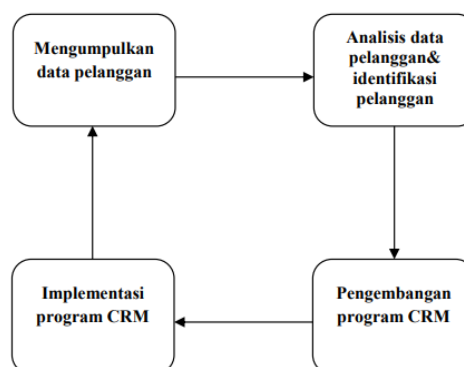 Mengumpulkan
data pelanggan
Analisis data
pelanggan&
identifikasi
pelanggan
Implementasi
program CRM
Pengembangan
program CRM